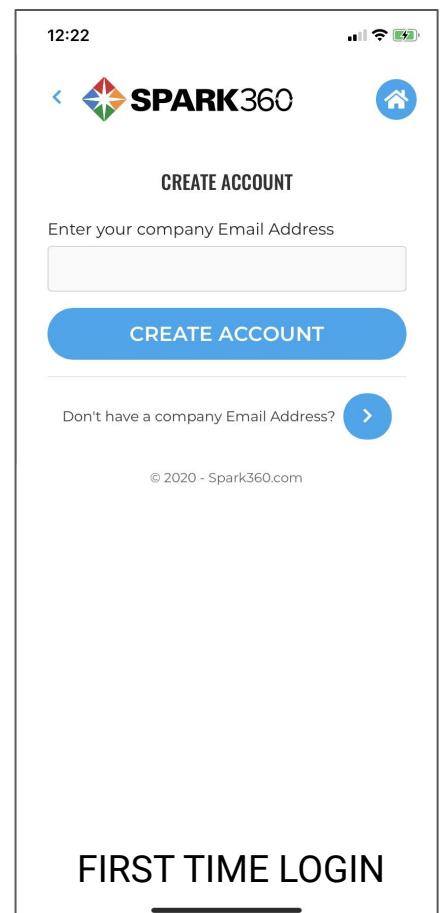 12:22
SPARK360
CREATE ACCOUNT
Enter your company Email Address
CREATE ACCOUNT
Don't have a company Email Address?
© 2020 - Spark360.com
FIRST TIME LOGIN